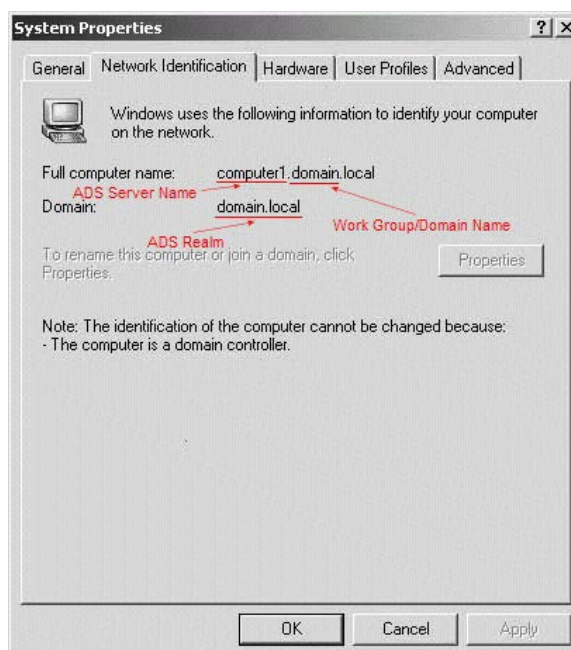 System Properties
General Network Identification Hardware User Profiles Advanced
Windows uses the following information to identify your computer
on the network.
Full computer name: computer1.domain.local
ADS Server Name
Work Group/Domain Name
Domain: domain.local
ADS Realm
To rename this computer or join a domain, click
Properties.
Properties
Note: The identification of the computer cannot be changed because:
- The computer is a domain controller.
OK Cancel Apply